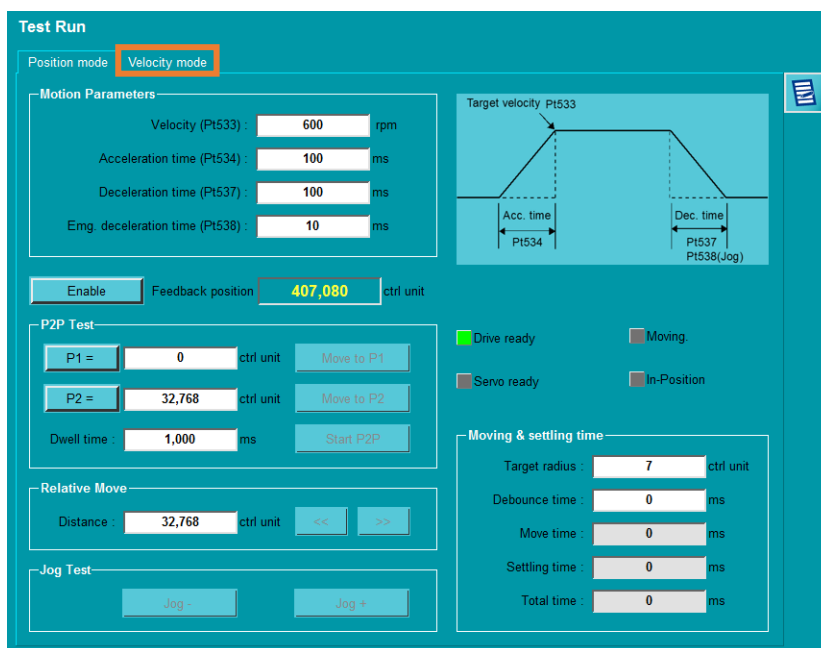 Test Run
Position mode
Velocity mode
Motion Parameters
Velocity (Pt533) : 600 rpm
Acceleration time (Pt534) : 100 ms
Deceleration time (Pt537) : 100 ms
Emg. deceleration time (Pt538) : 10 ms
Target velocity Pt533
Acc. time
Pt534
Dec. time
Pt537
Pt538(Jog)
Enable Feedback position 407,080 ctrl unit
P2P Test
P1 = 0 ctrl unit Move to P1
P2 = 32,768 ctrl unit Move to P2
Dwell time : 1,000 ms Start P2P
Relative Move
Distance : 32,768 ctrl unit << >>
Jog Test
Jog - Jog +
Drive ready Moving.
Servo ready In-Position
Moving & settling time
Target radius : 7 ctrl unit
Debounce time : 0 ms
Move time : 0 ms
Settling time : 0 ms
Total time : 0 ms